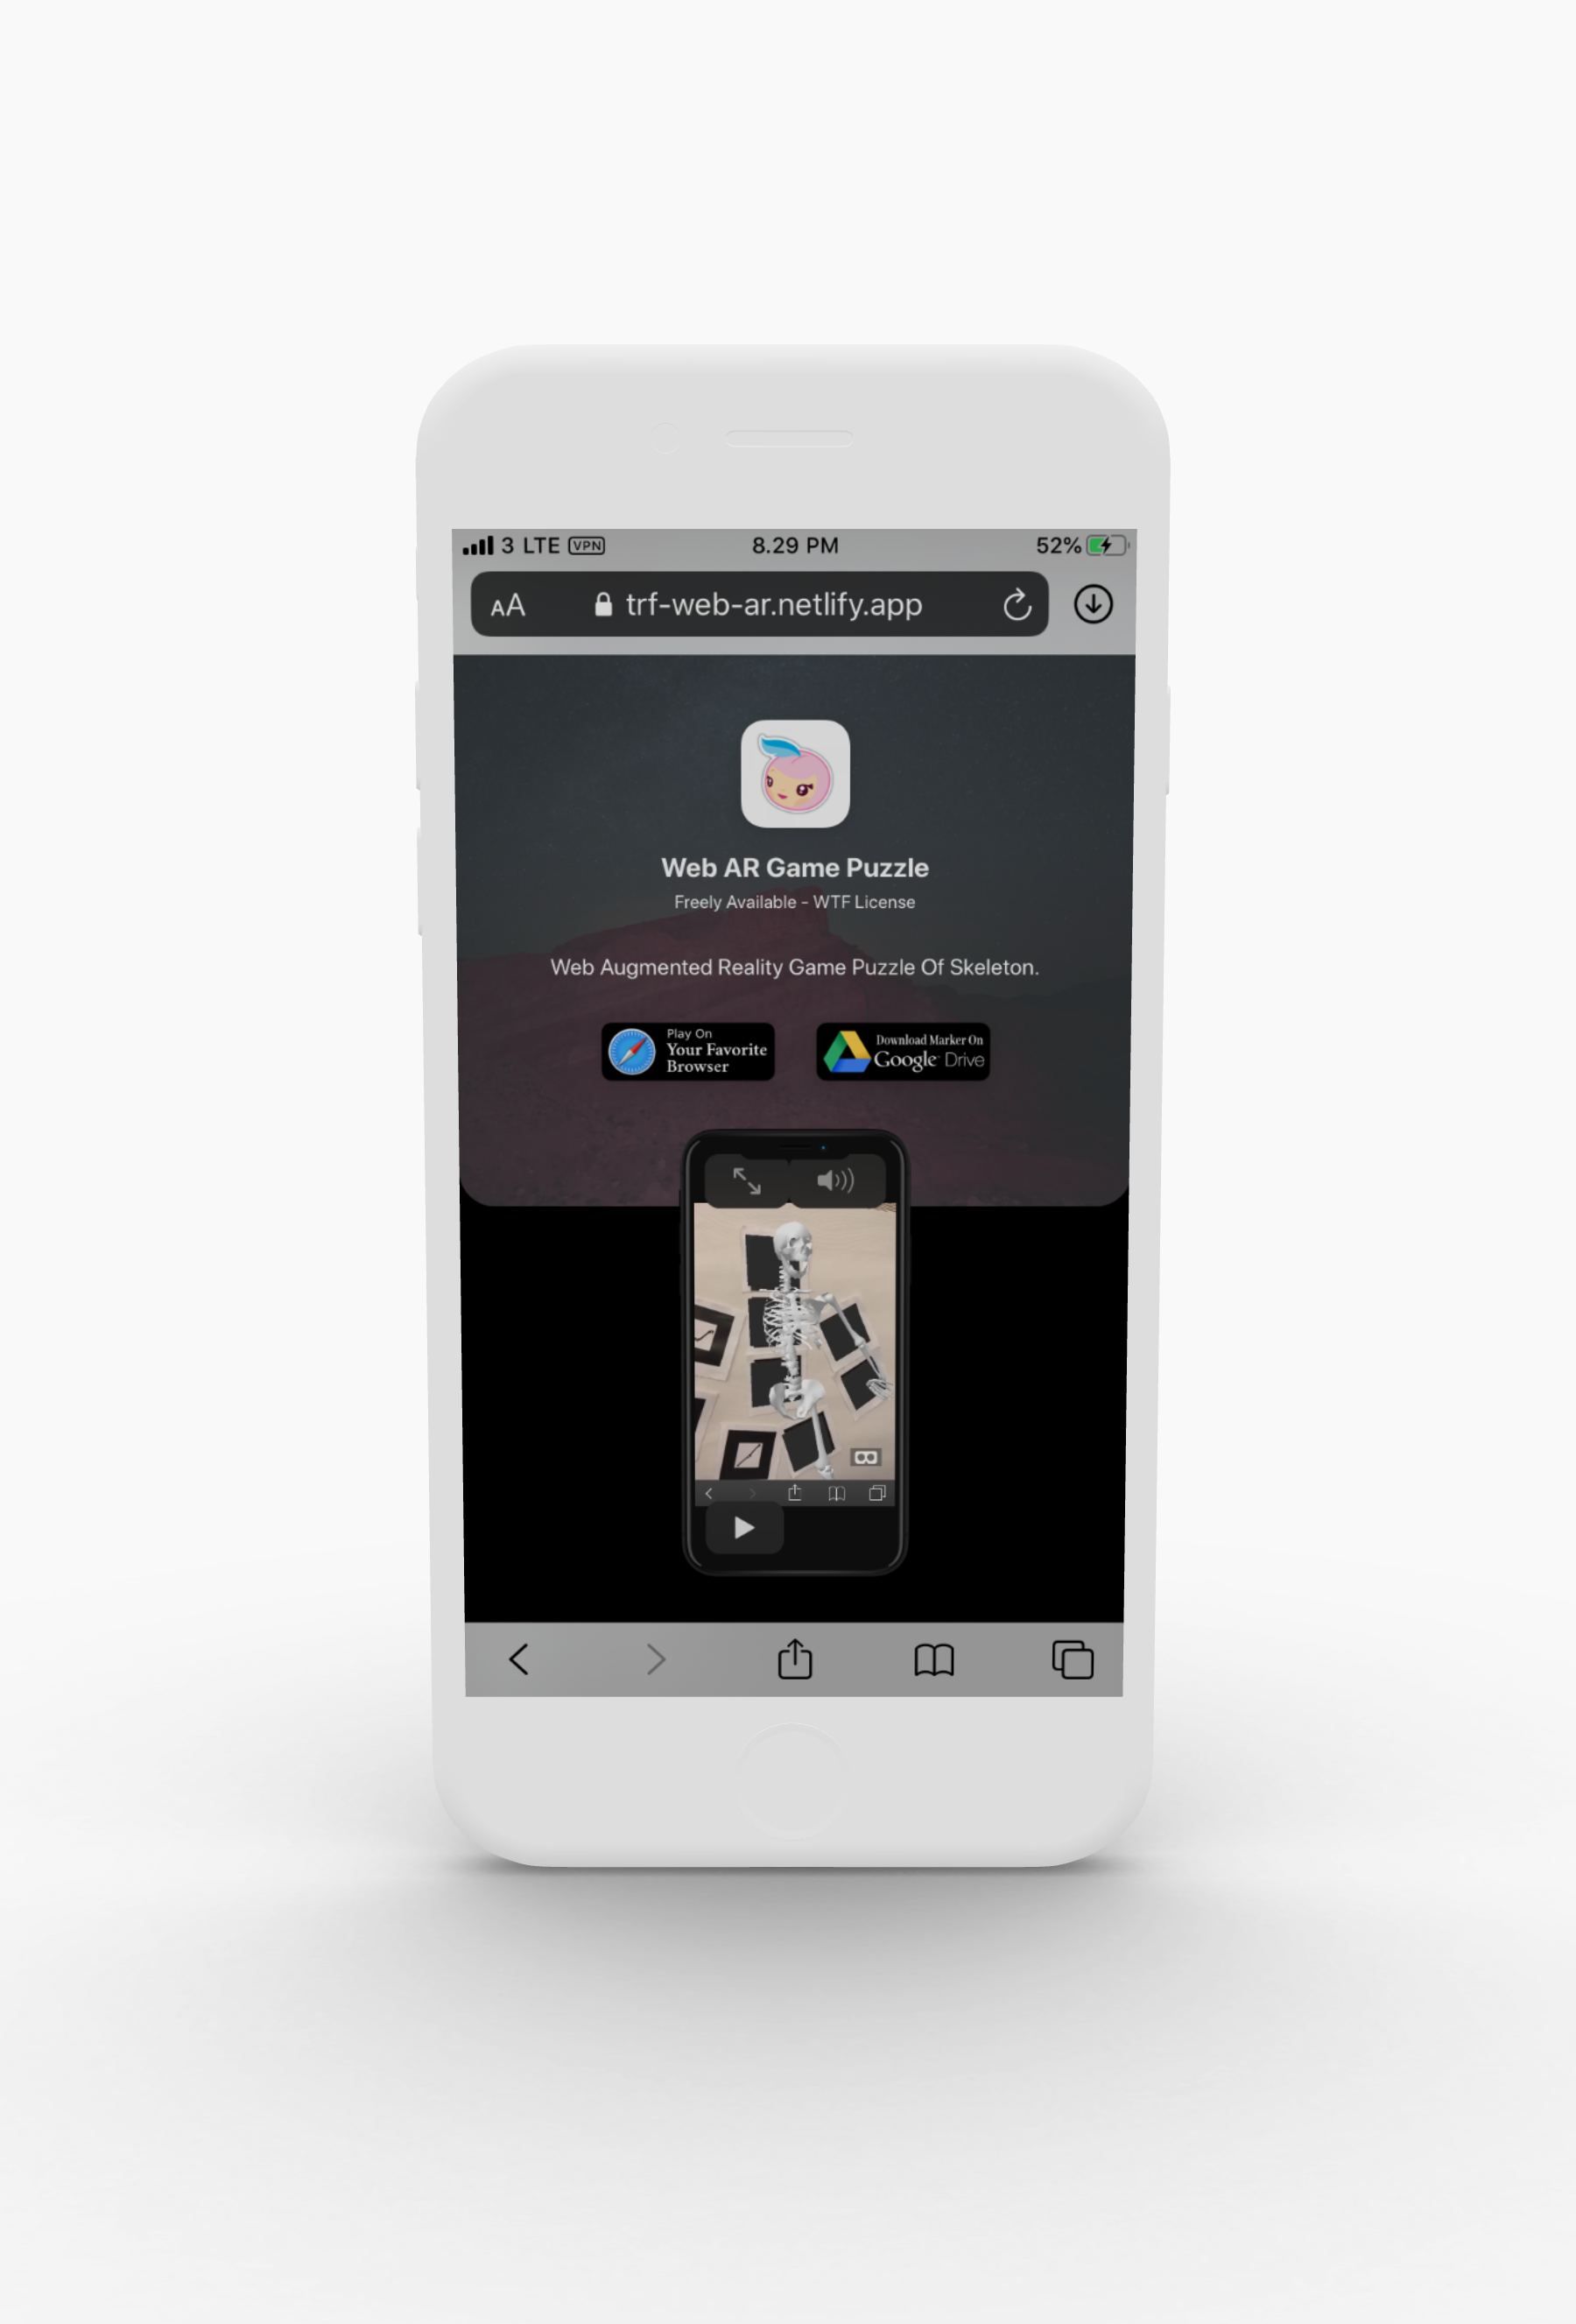 3 LTE VPN 8.29 PM 52%
AA trf-web-ar.netlify.app
Web AR Game Puzzle
Freely Available - WTF License
Web Augmented Reality Game Puzzle Of Skeleton.
Play On
Your Favorite
Browser
Download Marker On
Google Drive